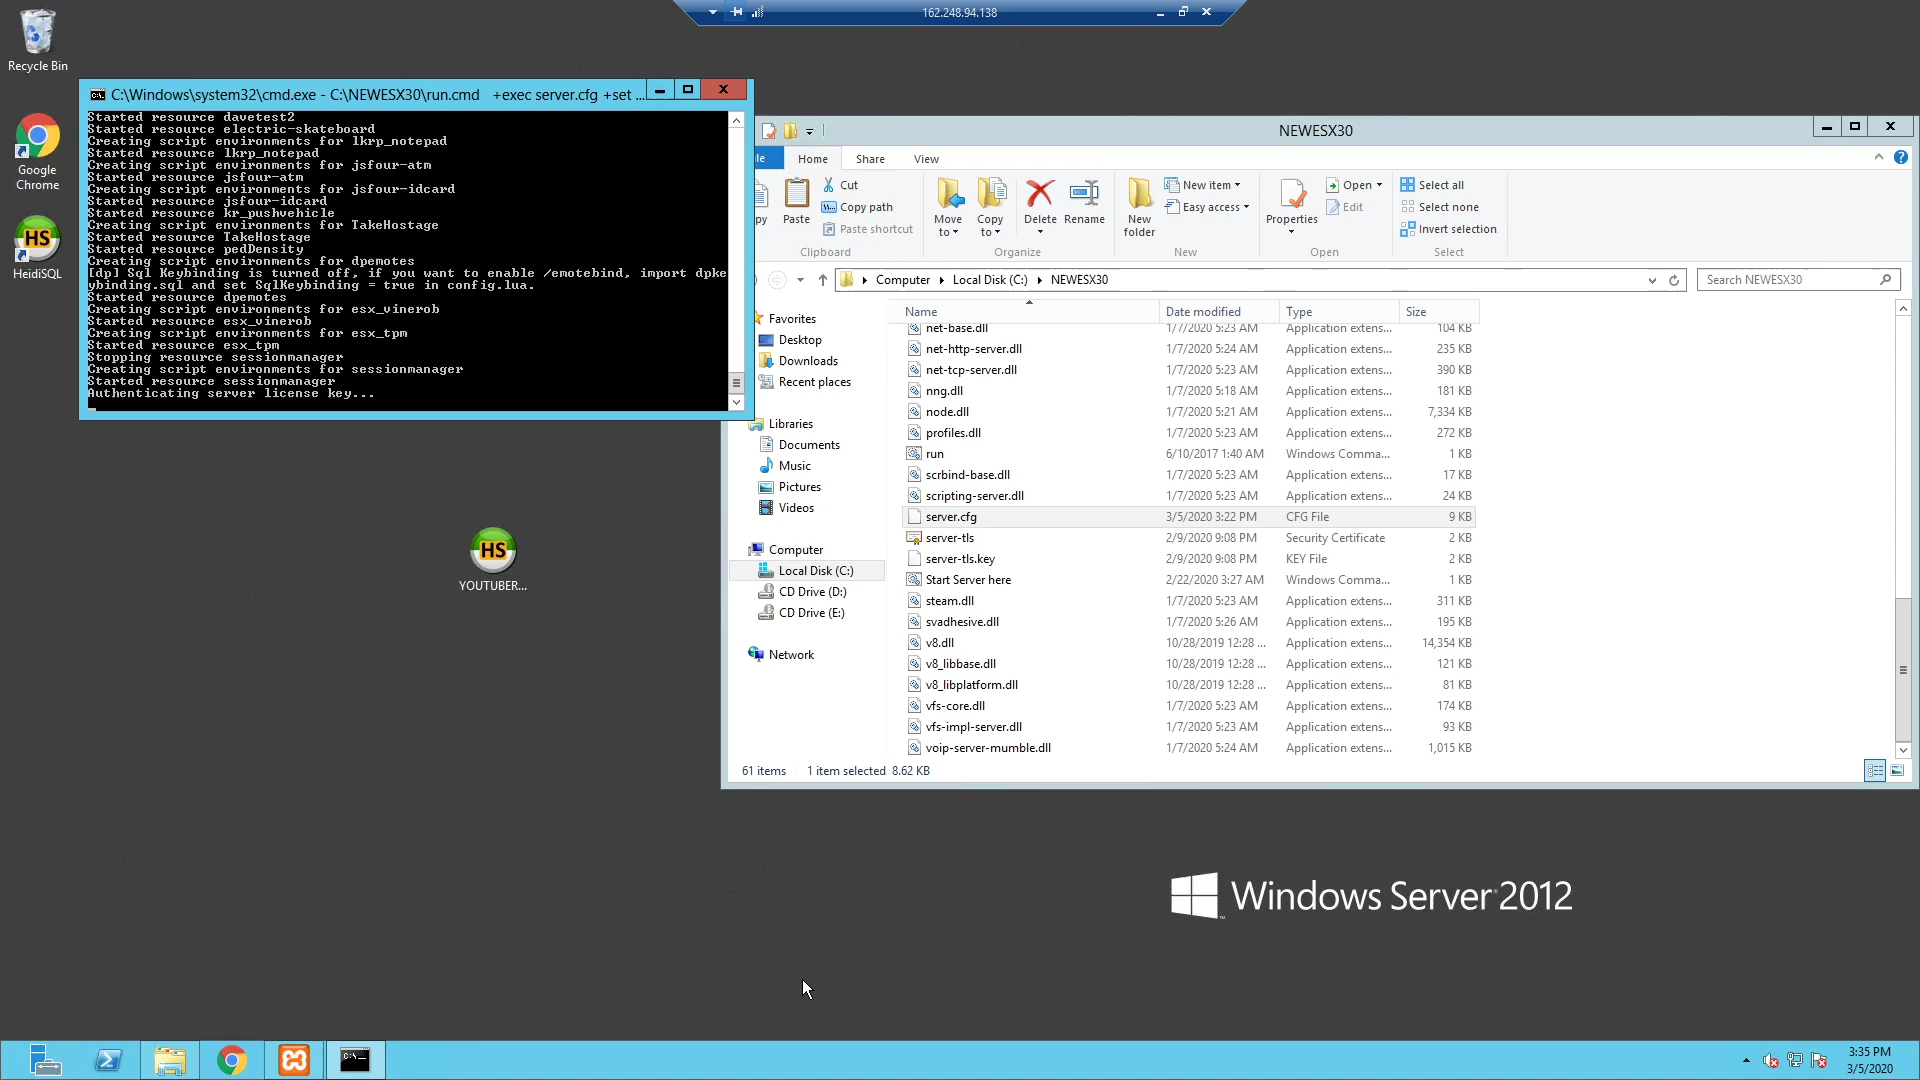 162.248.94.138
Recycle Bin
Google
Chrome
HS
HeidiSQL
C:\Windows\system32\cmd.exe - C:\NEWESX30\run.cmd +exec server.cfg +set ...
Started resource davetest2
Started resource electric-skateboard
Creating script environments for lkrp_notepad
Started resource lkrp_notepad
Creating script environments for jsfour-atm
Started resource jsfour-atm
Creating script environments for jsfour-idcard
Started resource jsfour-idcard
Started resource kr_pushvehicle
Creating script environments for TakeHostage
Started resource TakeHostage
Started resource pedDensity
Creating script environments for dpemotes
[dp] Sql Keybinding is turned off, if you want to enable /emotebind, import dpke
ybinding.sql and set SqlKeybinding = true in config.lua.
Started resource dpemotes
Creating script environments for esx_vinerob
Started resource esx_vinerob
Creating script environments for esx_tpm
Started resource esx_tpm
Stopping resource sessionmanager
Creating script environments for sessionmanager
Started resource sessionmanager
Authenticating server license key...
HS
YOUTUBER...
NEWESX30
Home Share View
Paste
Cut
Copy path
Paste shortcut
Clipboard
Move to
Copy to
Delete
Rename
Organize
New folder
New item
Easy access
New
Properties
Open
Edit
Open
Select all
Select none
Invert selection
Select
Computer Local Disk (C:) NEWESX30
Search NEWESX30
Favorites
Desktop
Downloads
Recent places
Libraries
Documents
Music
Pictures
Videos
Computer
Local Disk (C:)
CD Drive (D:)
CD Drive (E:)
Network
Name Date modified Type Size
net-base.dll 1/7/2020 5:23 AM Application extens... 104 KB
net-http-server.dll 1/7/2020 5:24 AM Application extens... 235 KB
net-tcp-server.dll 1/7/2020 5:23 AM Application extens... 390 KB
nng.dll 1/7/2020 5:18 AM Application extens... 181 KB
node.dll 1/7/2020 5:21 AM Application extens... 7,334 KB
profiles.dll 1/7/2020 5:23 AM Application extens... 272 KB
run 6/10/2017 1:40 AM Windows Comma... 1 KB
scrbind-base.dll 1/7/2020 5:23 AM Application extens... 17 KB
scripting-server.dll 1/7/2020 5:23 AM Application extens... 24 KB
server.cfg 3/5/2020 3:22 PM CFG File 9 KB
server-tls 2/9/2020 9:08 PM Security Certificate 2 KB
server-tls.key 2/9/2020 9:08 PM KEY File 2 KB
Start Server here 2/22/2020 3:27 AM Windows Comma... 1 KB
steam.dll 1/7/2020 5:23 AM Application extens... 311 KB
svadhesive.dll 1/7/2020 5:26 AM Application extens... 195 KB
v8.dll 10/28/2019 12:28 ... Application extens... 14,354 KB
v8_libbase.dll 10/28/2019 12:28 ... Application extens... 121 KB
v8_libplatform.dll 10/28/2019 12:28 ... Application extens... 81 KB
vfs-core.dll 1/7/2020 5:23 AM Application extens... 174 KB
vfs-impl-server.dll 1/7/2020 5:23 AM Application extens... 93 KB
voip-server-mumble.dll 1/7/2020 5:24 AM Application extens... 1,015 KB
61 items 1 item selected 8.62 KB
Windows Server 2012
3:35 PM
3/5/2020